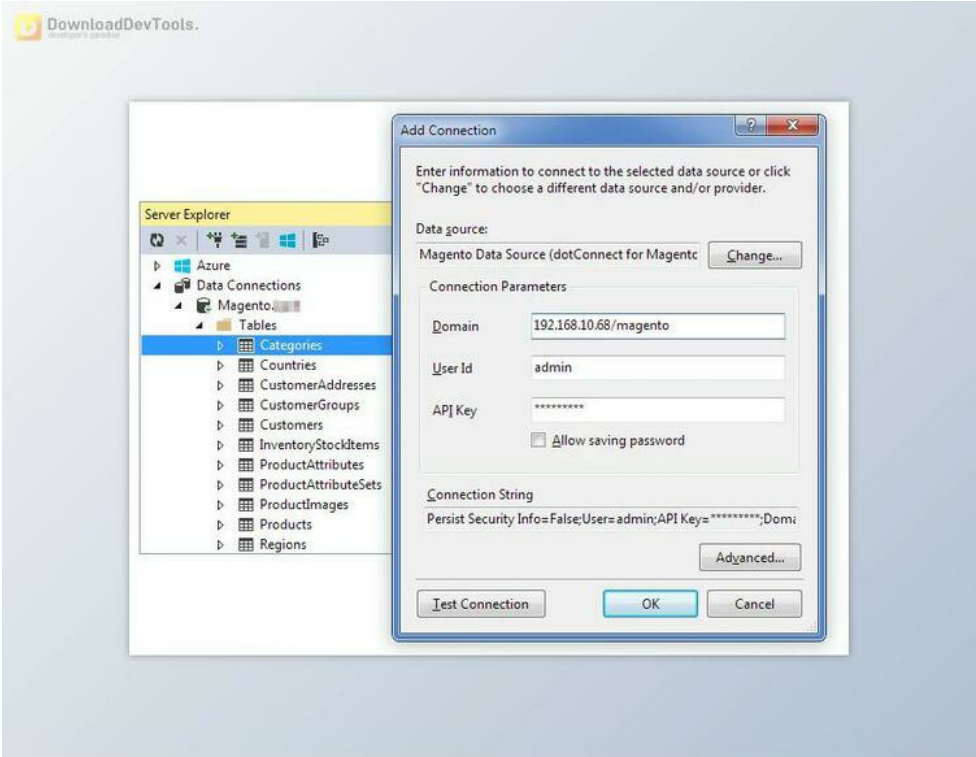 DownloadDevTools.
developer's paradise
Server Explorer
Azure
Data Connections
Magento.
Tables
Categories
Countries
CustomerAddresses
CustomerGroups
Customers
InventoryStockItems
ProductAttributes
ProductAttributeSets
ProductImages
Products
Regions
Add Connection
Enter information to connect to the selected data source or click
"Change" to choose a different data source and/or provider.
Data source:
Magento Data Source (dotConnect for Magento
Change...
Connection Parameters
Domain
192.168.10.68/magento
User Id
admin
API Key
*********
Allow saving password
Connection String
Persist Security Info=False;User=admin;API Key=*********;Doma
Advanced...
Test Connection
OK
Cancel